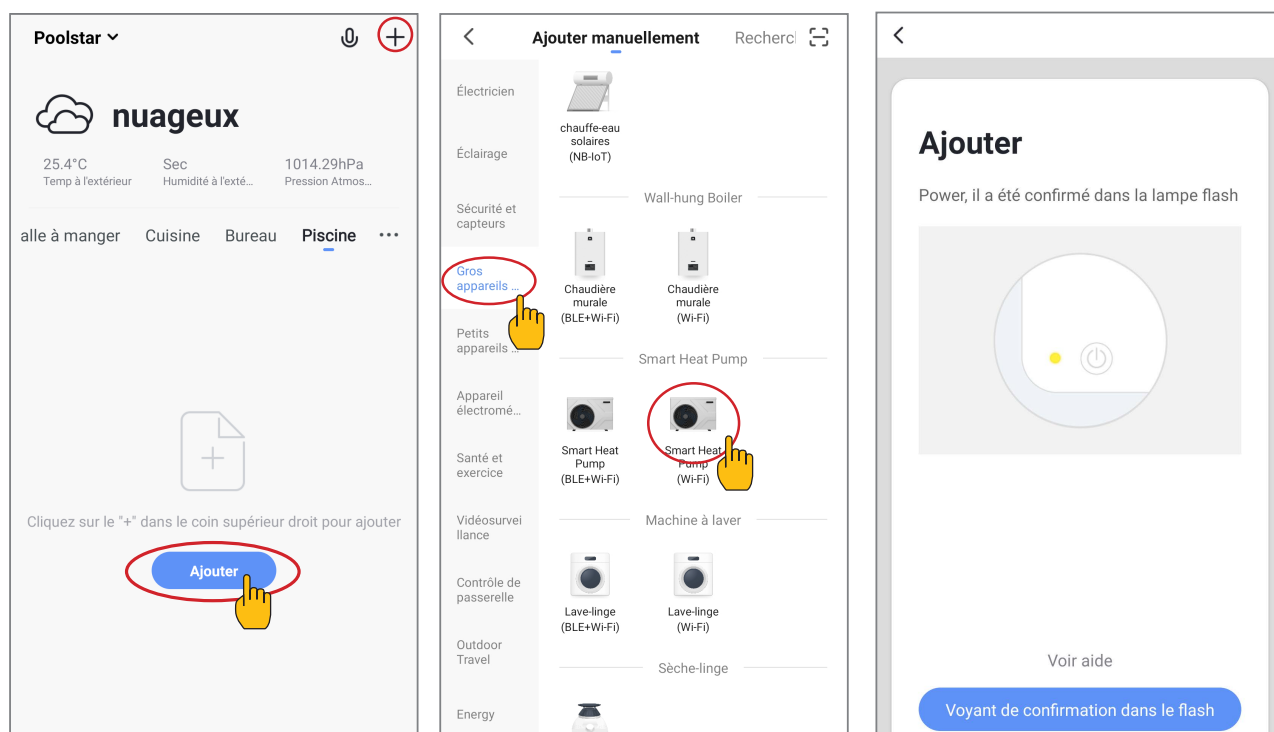 Poolstar
nuageux
25.4°C Sec 1014.29hPa
Temp à l'extérieur Humidité à l'exté... Pression Atmos...
alle à manger Cuisine Bureau Piscine •••
Cliquez sur le "+" dans le coin supérieur droit pour ajouter
Ajouter
Ajouter manuellement Recherc
Électricien
Éclairage
Sécurité et
capteurs
Gros
appareils ...
Petits
appareils ...
Appareil
électromé...
Santé et
exercice
Vidéosurvei
llance
Contrôle de
passerelle
Outdoor
Travel
Energy
chauffe-eau
solaires
(NB-IoT)
Wall-hung Boiler
Chaudière
murale
(BLE+Wi-Fi)
Chaudière
murale
(Wi-Fi)
Smart Heat Pump
Smart Heat
Pump
(BLE+Wi-Fi)
Smart Heat
Pump
(Wi-Fi)
Machine à laver
Lave-linge
(BLE+Wi-Fi)
Lave-linge
(Wi-Fi)
Sèche-linge
Ajouter
Power, il a été confirmé dans la lampe flash
Voir aide
Voyant de confirmation dans le flash